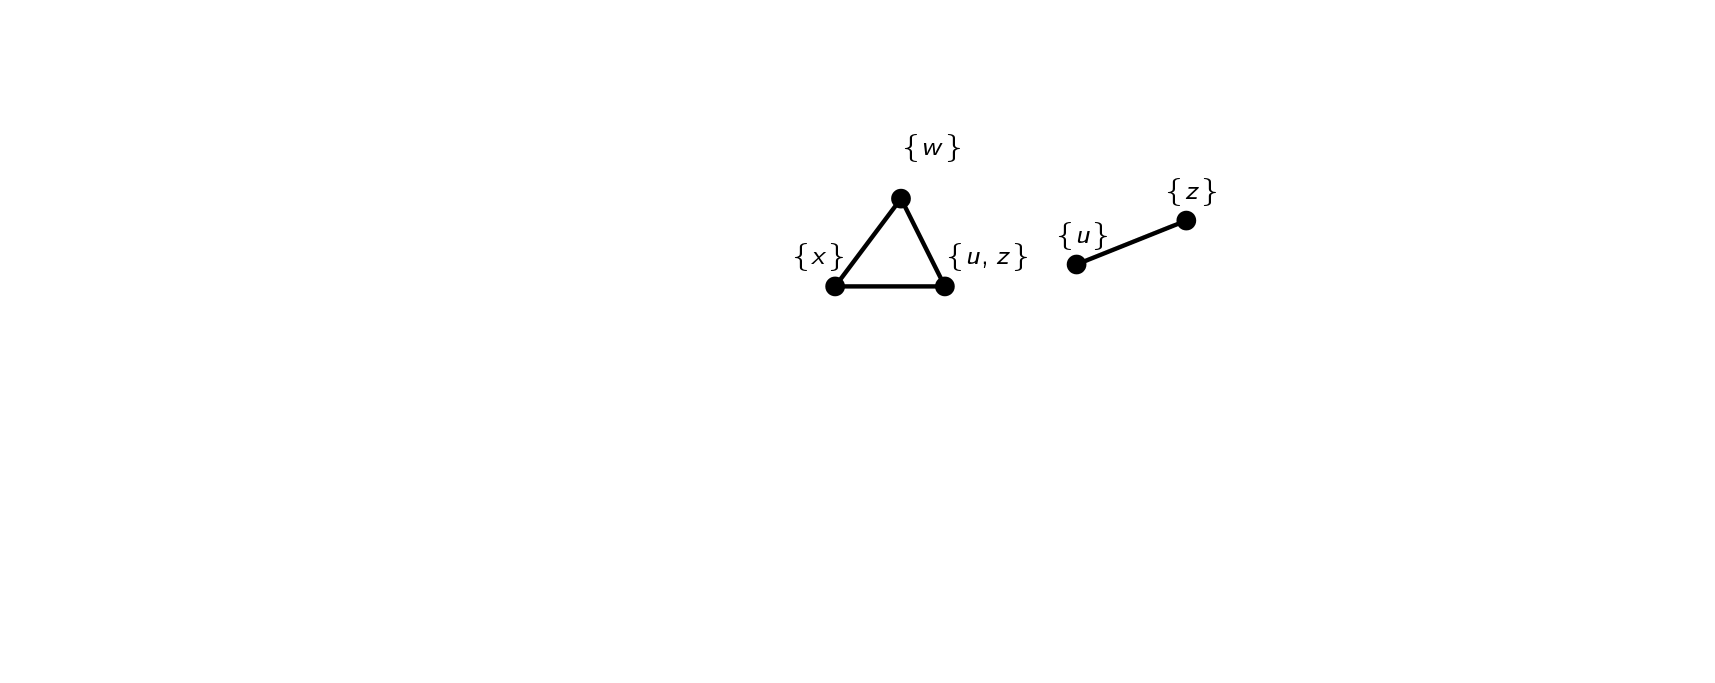 {w}
{z}
{u}
{x}
{u, z}